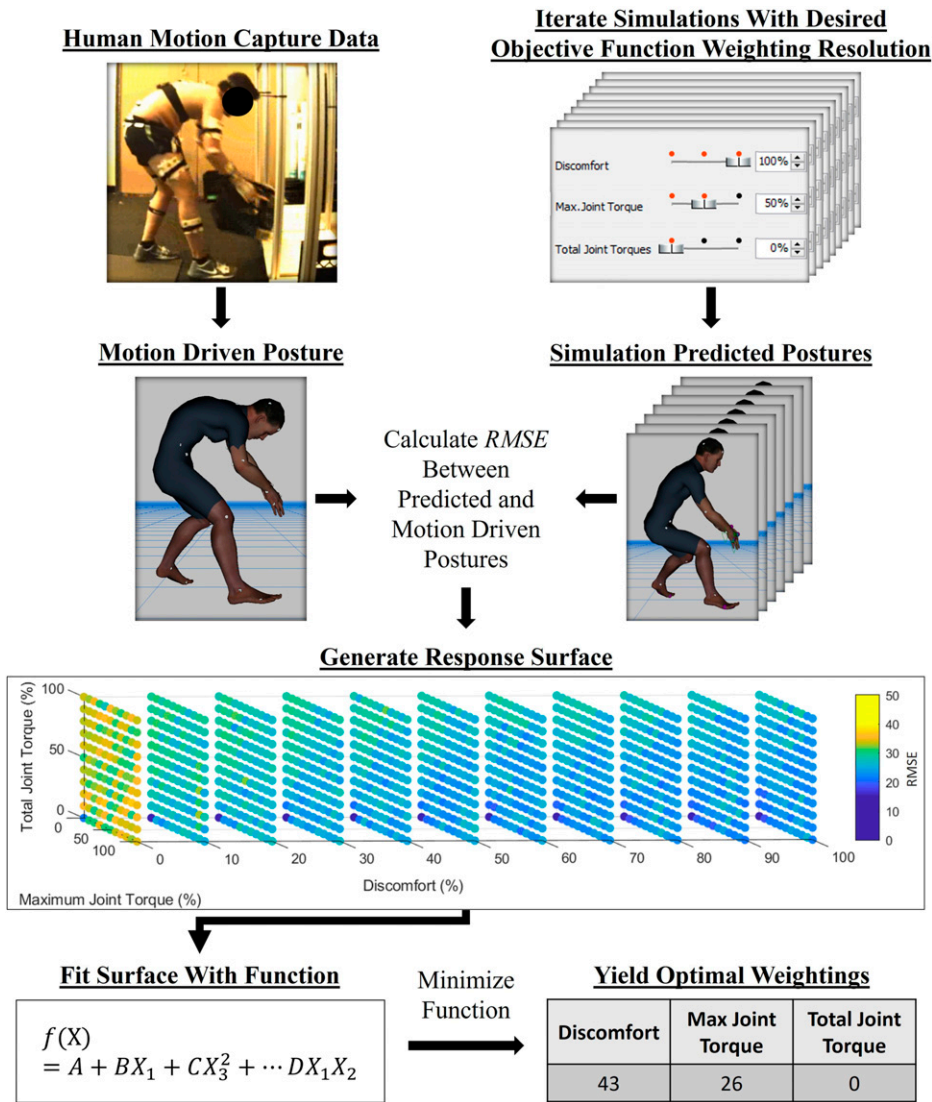 Human Motion Capture Data
Iterate Simulations With Desired
Objective Function Weighting Resolution
Discomfort
100%
Max.Joint Torque
50%
Total Joint Torques
0%
Motion Driven Posture
Simulation Predicted Postures
Calculate RMSE
Between
Predicted and
Motion Driven
Postures
Generate Response Surface
Total Joint Torque (%)
100
50
0
0
50
100
Maximum Joint Torque (%)
0 10 20 30 40 50 60 70 80 90 100
Discomfort (%)
50
40
30
20
10
0
RMSE
Fit Surface With Function
f(X)
= A + BX₁ + CX₃² + ⋯ DX₁X₂
Minimize
Function
Yield Optimal Weightings
Discomfort
Max Joint
Torque
Total Joint
Torque
43 26 0